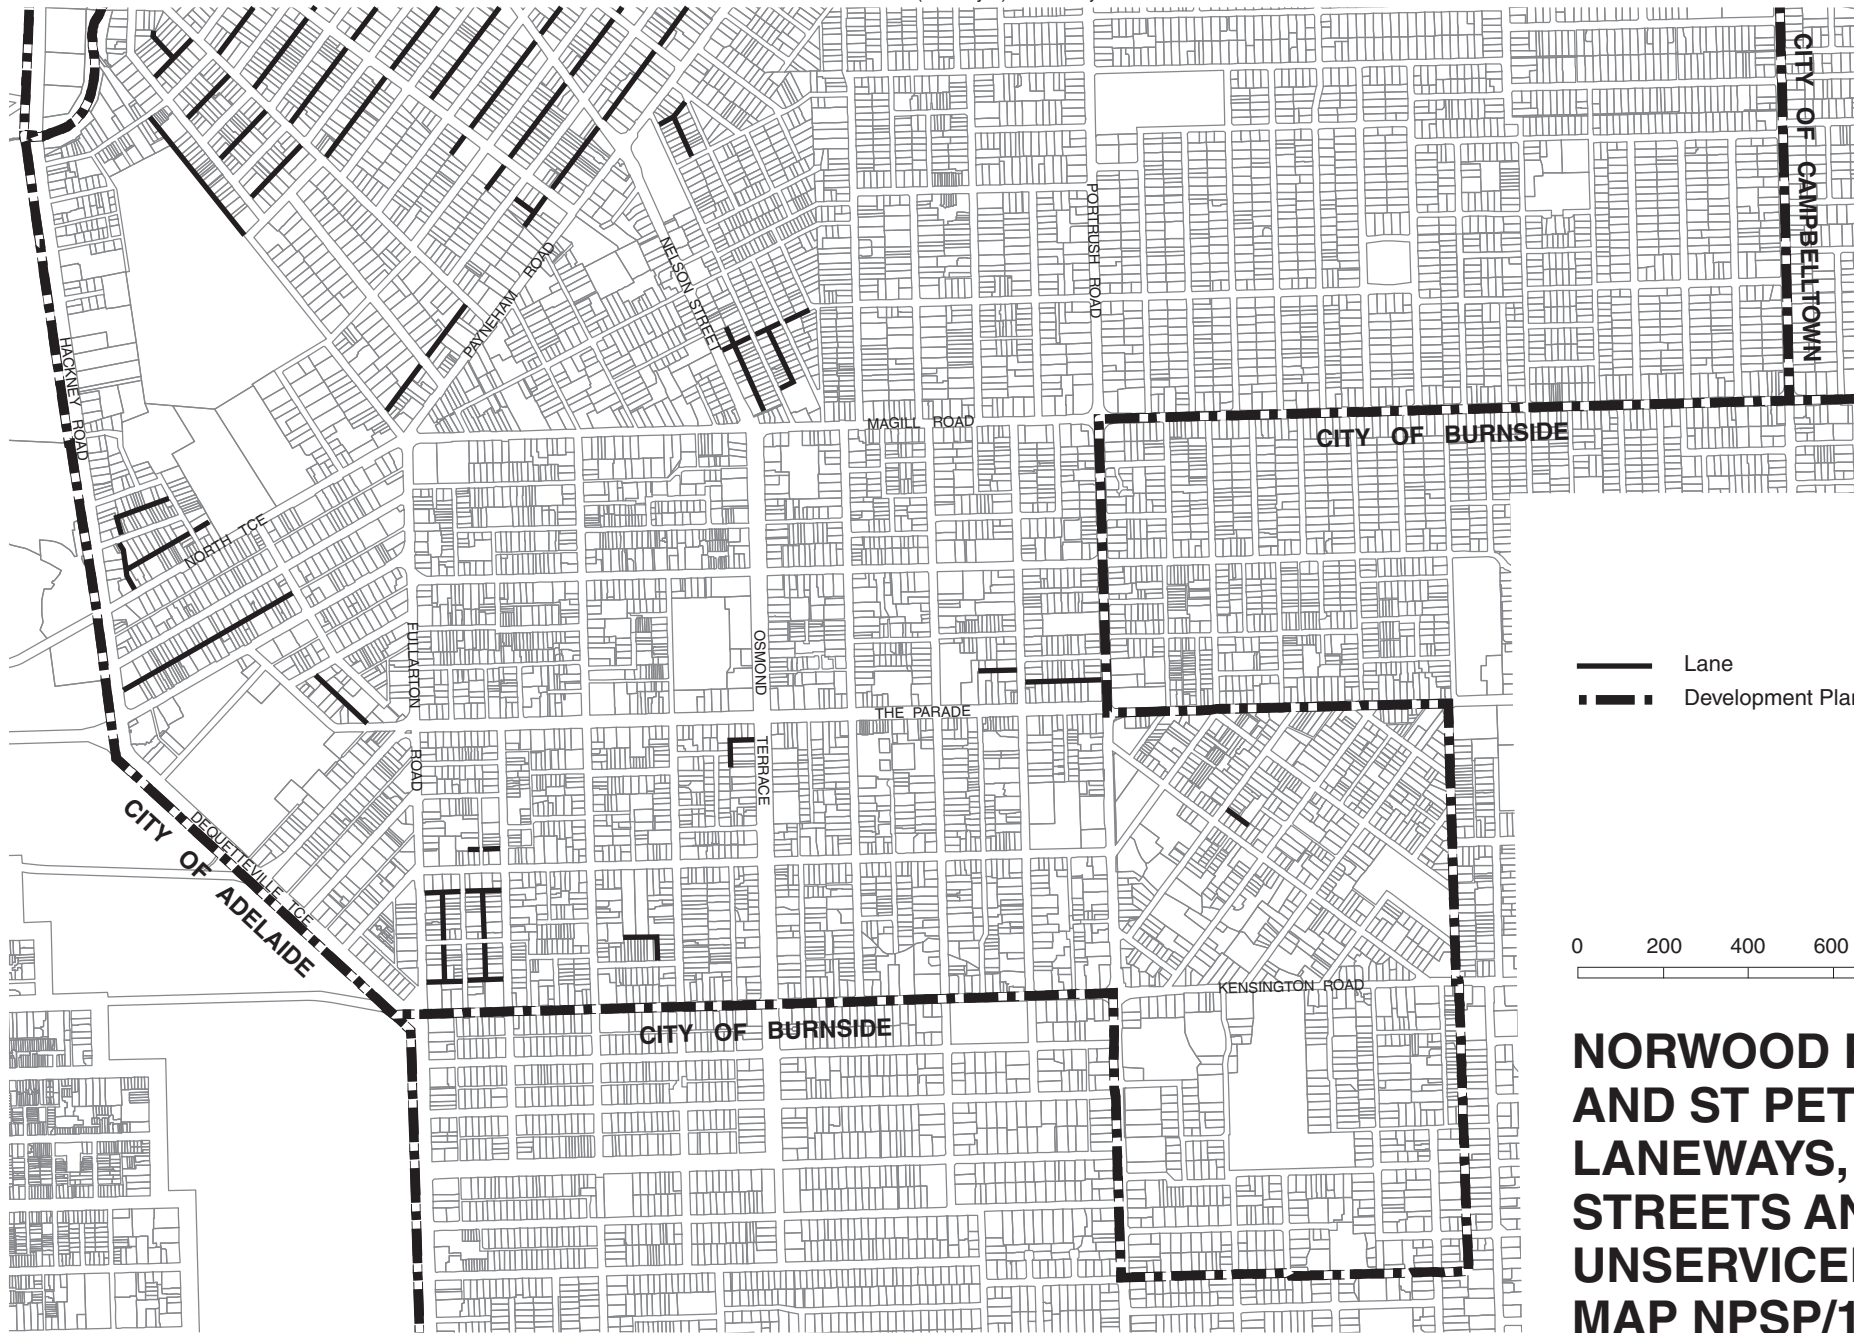 CITY OF CAMPBELLTOWN
PORTRUSH ROAD
NELSON STREET
PAYNEHAM ROAD
HACKNEY ROAD
MAGILL ROAD
CITY OF BURNSIDE
NORTH TCE
FULLARTON ROAD
OSMOND TERRACE
Lane
Development Plan
THE PARADE
DEQUETTEVILLE TCE
CITY OF ADELAIDE
0 200 400 600
KENSINGTON ROAD
CITY OF BURNSIDE
NORWOOD
AND ST PET
LANEWAYS,
STREETS AN
UNSERVICE
MAP NPSP/1